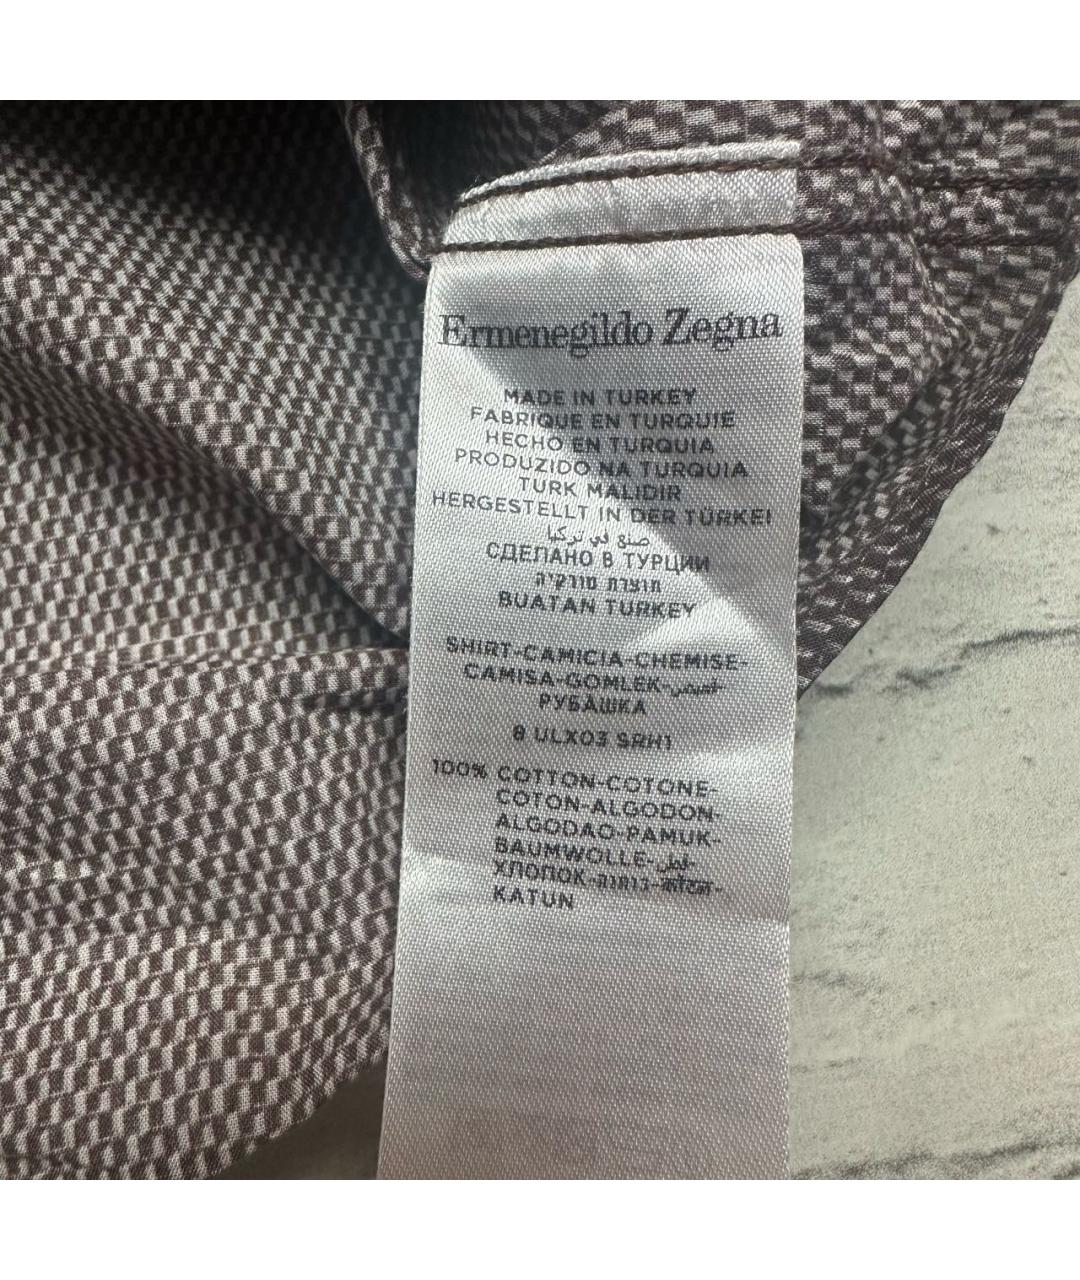 Ermenegildo Zegna
MADE IN TURKEY
FABRIQUE EN TURQUIE
HECHO EN TURQUIA
PRODUZIDO NA TURQUIA
TURK MALIDIR
HERGESTELLT IN DER TÜRKEI
صنع في تركيا
СДЕЛАНО В ТУРЦИИ
תוצרת טורקיה
BUATAN TURKEY
SHIRT-CAMICIA-CHEMISE-
CAMISA-GOMLEK-قميص-
РУБАШКА
8 ULX03 SRH1
100% COTTON-COTONE-
COTON-ALGODON-
ALGODAO-PAMUK-
BAUMWOLLE-قطن-
ХЛОПОК-כותנה-कॉटन-
KATUN